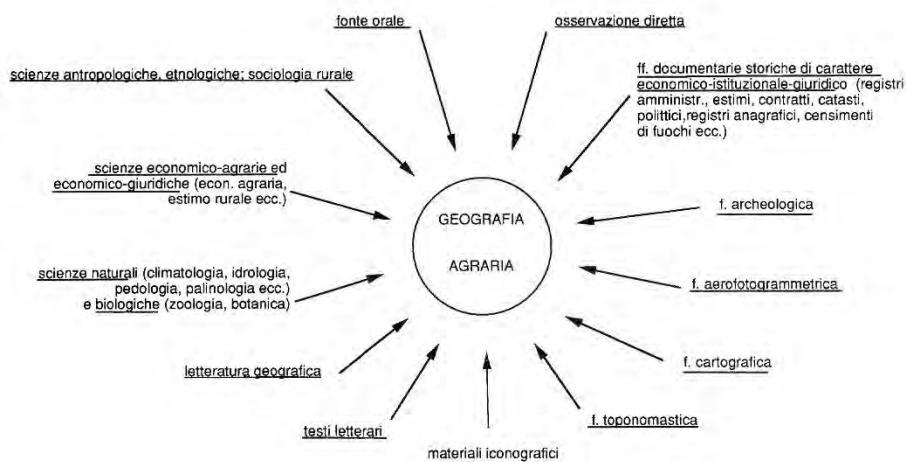 fonte orale
osservazione diretta
scienze antropologiche, etnologiche; sociologia rurale
ff. documentarie storiche di carattere
economico-istituzionale-giuridico (registri
amministr., estimi, contratti, catasti,
polittici,registri anagrafici, censimenti
di fuochi ecc.)
scienze economico-agrarie ed
economico-giuridiche (econ. agraria,
estimo rurale ecc.)
GEOGRAFIA
AGRARIA
f. archeologica
scienze naturali (climatologia, idrologia,
pedologia, palinologia ecc.)
e biologiche (zoologia, botanica)
f. aerofotogrammetrica
letteratura geografica
f. cartografica
testi letterari
f. toponomastica
materiali iconografici